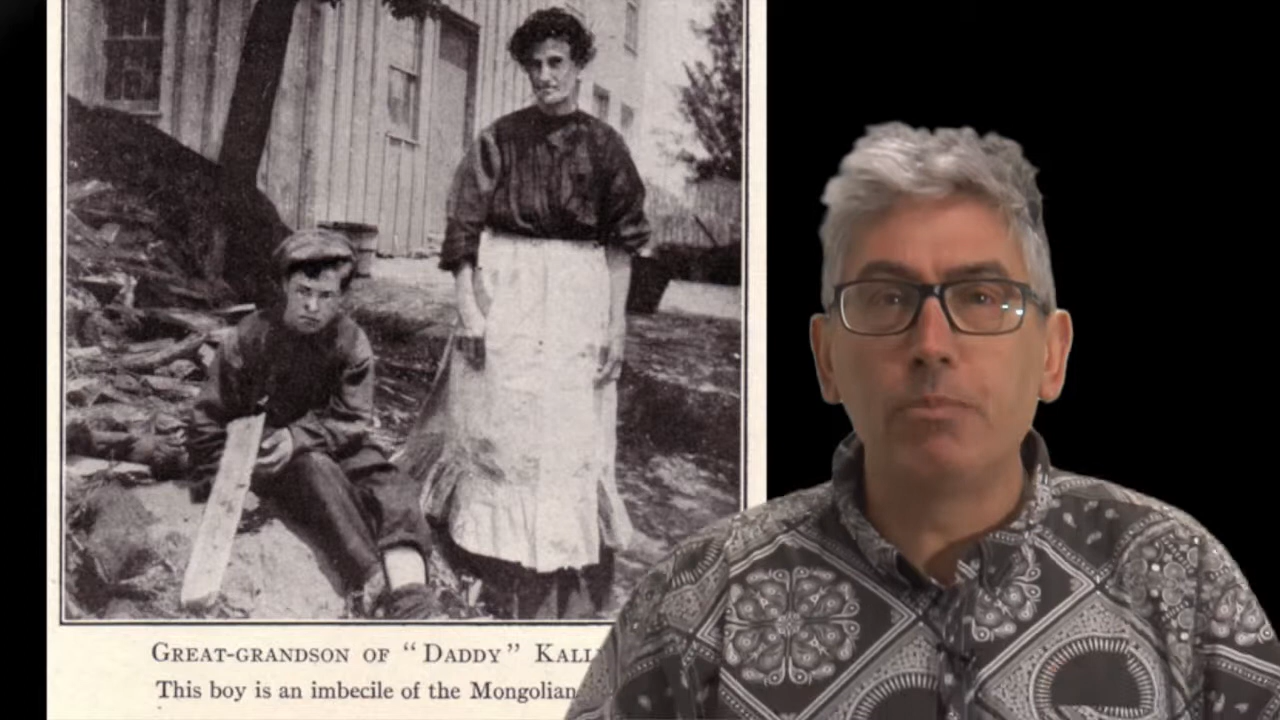 GREAT-GRANDSON OF "DADDY" KALL
This boy is an imbecile of the Mongolian